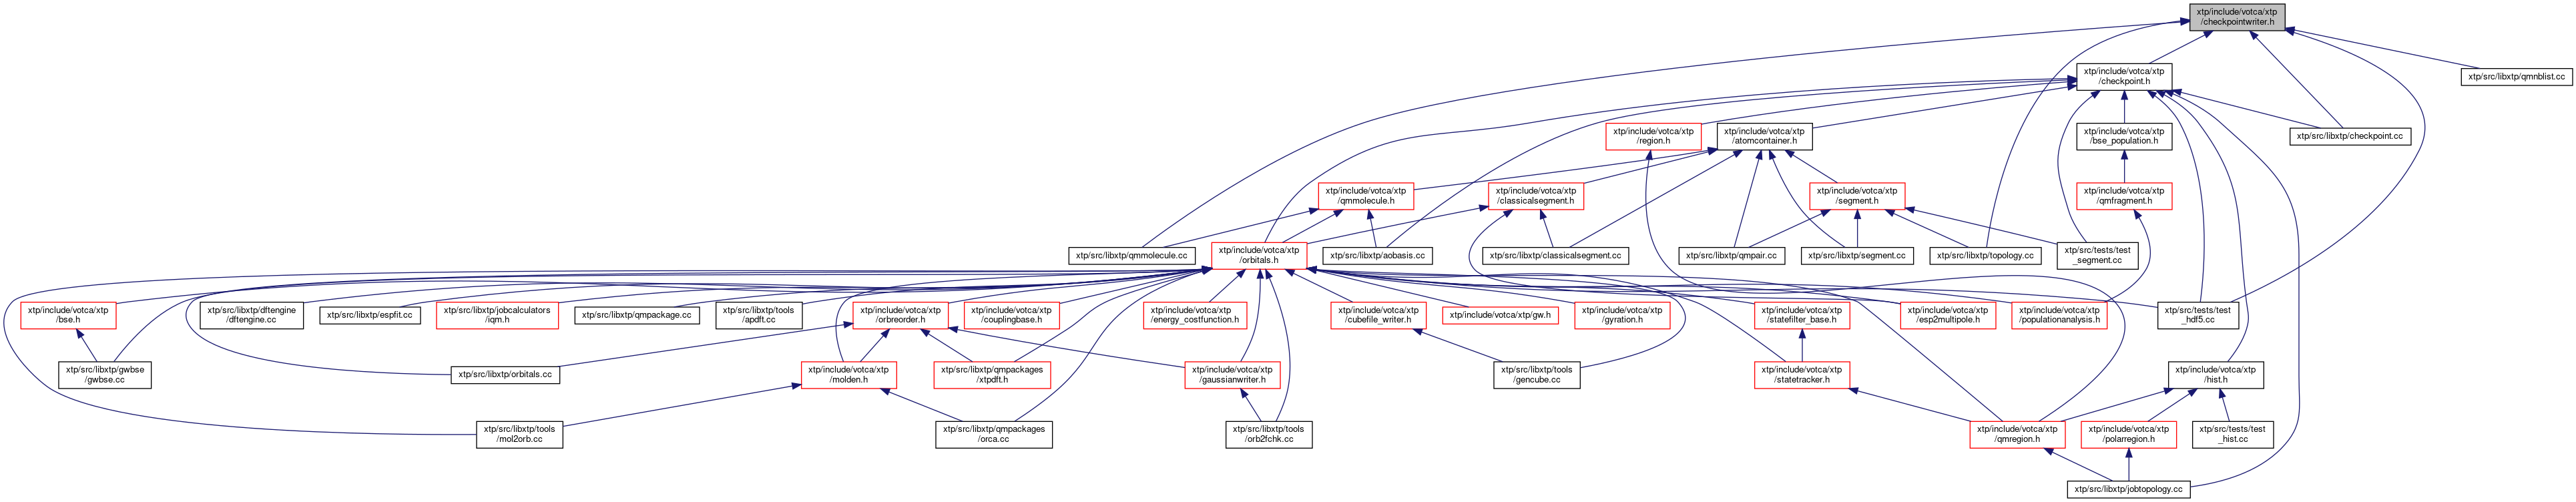 xtp/include/votca/xtp
/checkpointwriter.h
xtp/include/votca/xtp
/checkpoint.h
xtp/src/libxtp/qmnblist.cc
xtp/include/votca/xtp
/region.h
xtp/include/votca/xtp
/atomcontainer.h
xtp/include/votca/xtp
/bse_population.h
xtp/src/libxtp/checkpoint.cc
xtp/include/votca/xtp
/qmmolecule.h
xtp/include/votca/xtp
/classicalsegment.h
xtp/include/votca/xtp
/segment.h
xtp/include/votca/xtp
/qmfragment.h
xtp/src/libxtp/qmmolecule.cc
xtp/include/votca/xtp
/orbitals.h
xtp/src/libxtp/aobasis.cc
xtp/src/libxtp/classicalsegment.cc
xtp/src/libxtp/qmpair.cc
xtp/src/libxtp/segment.cc
xtp/src/libxtp/topology.cc
xtp/src/tests/test
_segment.cc
xtp/include/votca/xtp
/bse.h
xtp/src/libxtp/dftengine
/dftengine.cc
xtp/src/libxtp/espfit.cc
xtp/src/libxtp/jobcalculators
/iqm.h
xtp/src/libxtp/qmpackage.cc
xtp/src/libxtp/tools
/apdft.cc
xtp/include/votca/xtp
/orbreorder.h
xtp/include/votca/xtp
/couplingbase.h
xtp/include/votca/xtp
/energy_costfunction.h
xtp/include/votca/xtp
/cubefile_writer.h
xtp/include/votca/xtp/gw.h
xtp/include/votca/xtp
/gyration.h
xtp/include/votca/xtp
/statefilter_base.h
xtp/include/votca/xtp
/esp2multipole.h
xtp/include/votca/xtp
/populationanalysis.h
xtp/src/tests/test
_hdf5.cc
xtp/src/libxtp/gwbse
/gwbse.cc
xtp/src/libxtp/orbitals.cc
xtp/include/votca/xtp
/molden.h
xtp/src/libxtp/qmpackages
/xtpdft.h
xtp/include/votca/xtp
/gaussianwriter.h
xtp/src/libxtp/tools
/gencube.cc
xtp/include/votca/xtp
/statetracker.h
xtp/include/votca/xtp
/hist.h
xtp/src/libxtp/tools
/mol2orb.cc
xtp/src/libxtp/qmpackages
/orca.cc
xtp/src/libxtp/tools
/orb2fchk.cc
xtp/include/votca/xtp
/qmregion.h
xtp/include/votca/xtp
/polarregion.h
xtp/src/tests/test
_hist.cc
xtp/src/libxtp/jobtopology.cc